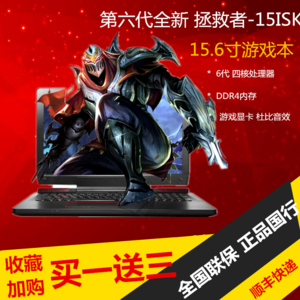 第六代全新 拯救者-15ISK
15.6寸游戏本
6代 四核处理器
DDR4内存
游戏显卡 杜比音效
收藏
加购
买一送三
全国联保 正品国行
顺丰快递